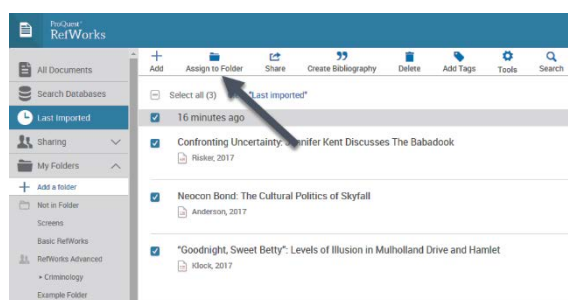 ProQuest
RefWorks
All Documents
Search Databases
Last Imported
Sharing
My Folders
Add a folder
Not in Folder
Screens
Basic RefWorks
RefWorks Advanced
Criminology
Example Folder
Add
Assign to Folder
Share
Create Bibliography
Delete
Add Tags
Tools
Search
Select all (3) "Last imported"
16 minutes ago
Confronting Uncertainty: Jennifer Kent Discusses The Babadook
Risker, 2017
Neocon Bond: The Cultural Politics of Skyfall
Anderson, 2017
"Goodnight, Sweet Betty": Levels of Illusion in Mulholland Drive and Hamlet
Klock, 2017